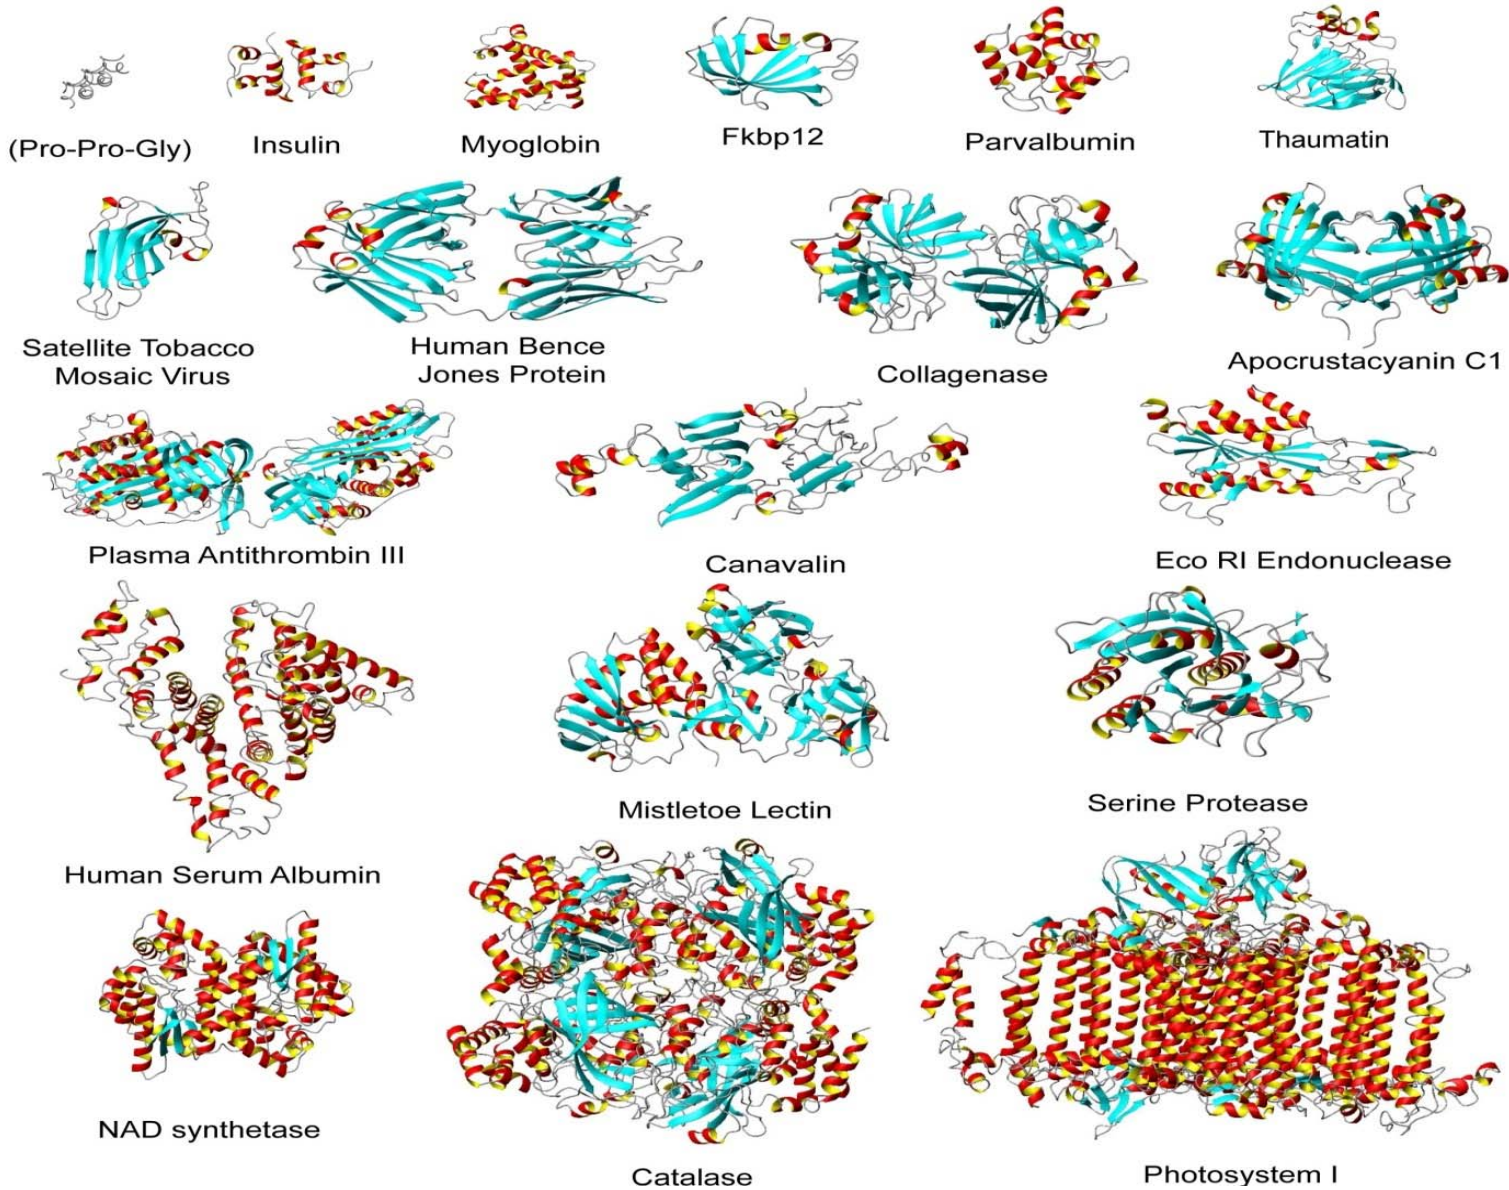 (Pro-Pro-Gly)
Insulin
Myoglobin
Fkbp12
Parvalbumin
Thaumatin
Satellite Tobacco
Mosaic Virus
Human Bence
Jones Protein
Collagenase
Apocrustacyanin C1
Plasma Antithrombin III
Canavalin
Eco RI Endonuclease
Human Serum Albumin
Mistletoe Lectin
Serine Protease
NAD synthetase
Catalase
Photosystem I